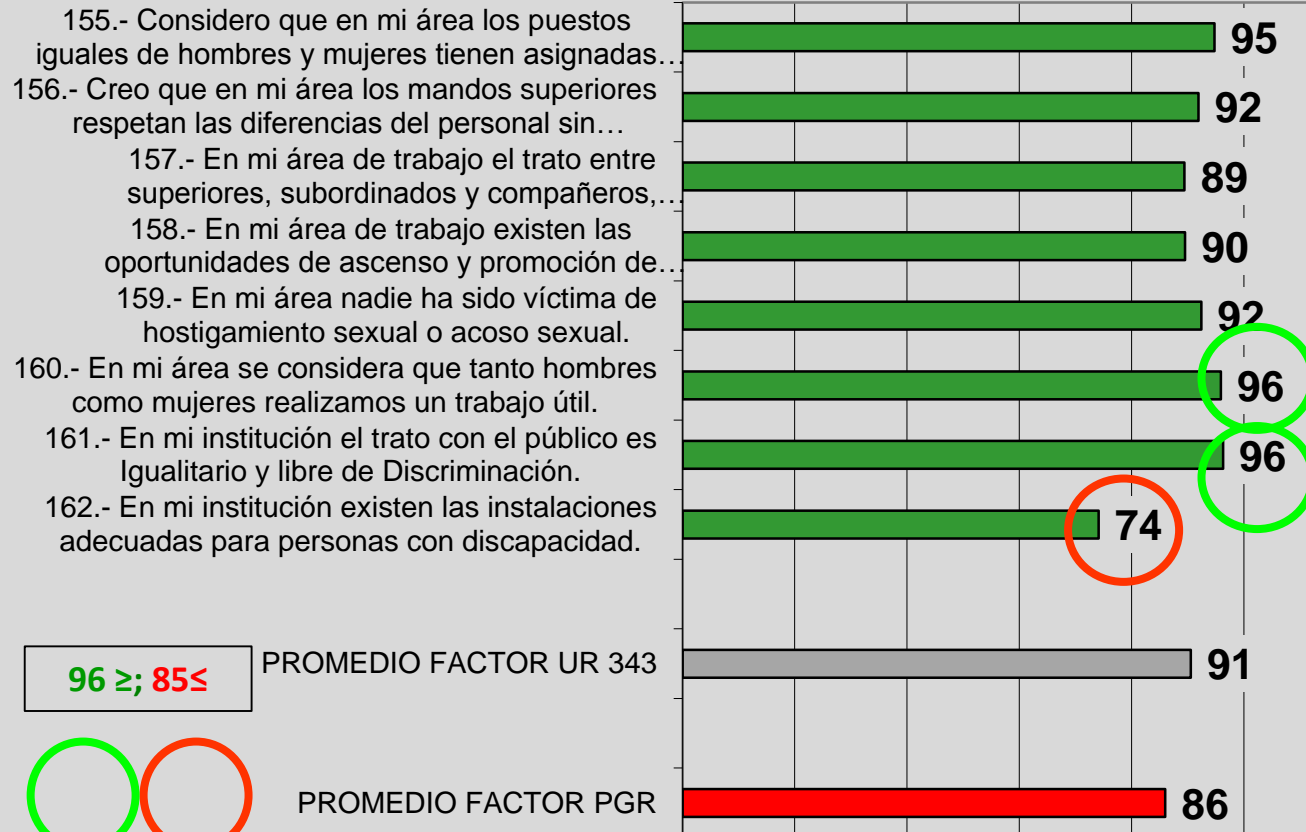 155.- Considero que en mi área los puestos
iguales de hombres y mujeres tienen asignadas…
95
156.- Creo que en mi área los mandos superiores
respetan las diferencias del personal sin…
92
157.- En mi área de trabajo el trato entre
superiores, subordinados y compañeros,…
89
158.- En mi área de trabajo existen las
oportunidades de ascenso y promoción de…
90
159.- En mi área nadie ha sido víctima de
hostigamiento sexual o acoso sexual.
92
160.- En mi área se considera que tanto hombres
como mujeres realizamos un trabajo útil.
96
161.- En mi institución el trato con el público es
Igualitario y libre de Discriminación.
96
162.- En mi institución existen las instalaciones
adecuadas para personas con discapacidad.
74
96 ≥; 85≤
PROMEDIO FACTOR UR 343
91
PROMEDIO FACTOR PGR
86